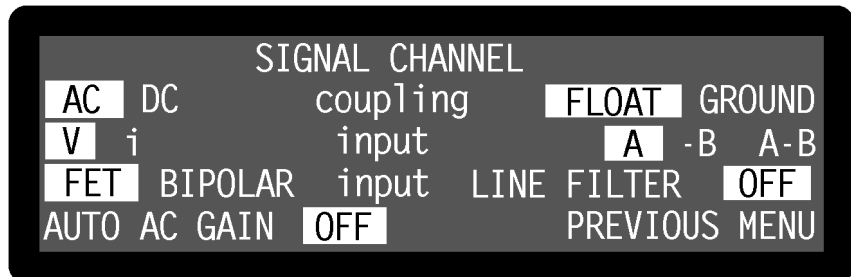 SIGNAL CHANNEL
AC DC coupling FLOAT GROUND
V i input A -B A-B
FET BIPOLAR input LINE FILTER OFF
AUTO AC GAIN OFF PREVIOUS MENU